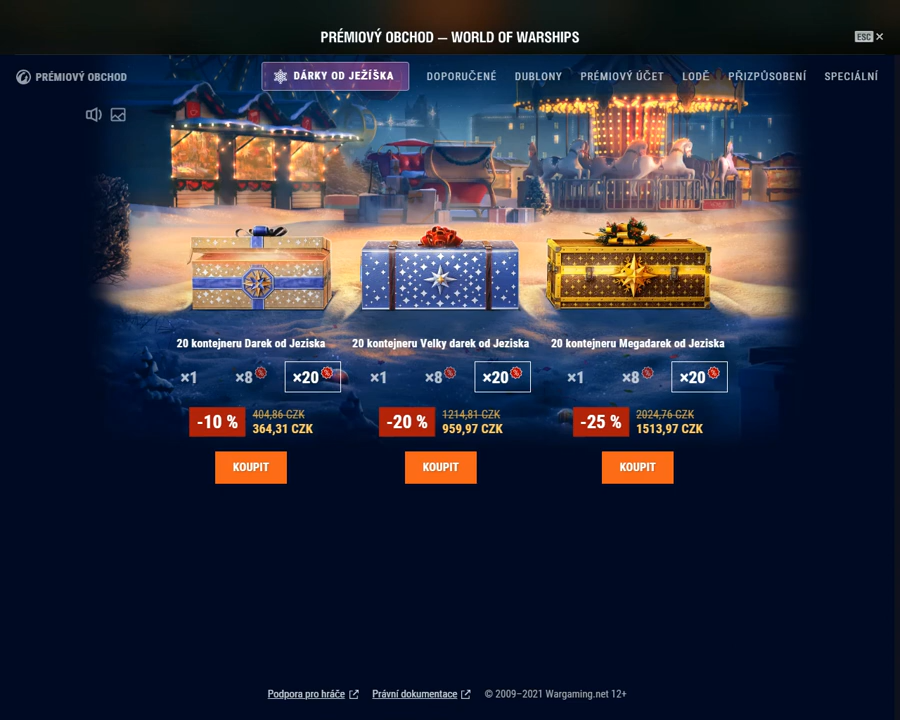 PRÉMIOVÝ OBCHOD – WORLD OF WARSHIPS
ESC ×
PRÉMIOVÝ OBCHOD
DÁRKY OD JEŽÍŠKA
DOPORUČENÉ
DUBLONY
PRÉMIOVÝ ÚČET
LODĚ
PŘIZPŮSOBENÍ
SPECIÁLNÍ
20 kontejneru Darek od Jeziska
20 kontejneru Velky darek od Jeziska
20 kontejneru Megadarek od Jeziska
×1 ×8 ×20
×1 ×8 ×20
×1 ×8 ×20
-10 % 404,86 CZK
364,31 CZK
-20 % 1214,81 CZK
959,97 CZK
-25 % 2024,76 CZK
1513,97 CZK
KOUPIT
KOUPIT
KOUPIT
Podpora pro hráče
Právní dokumentace
© 2009–2021 Wargaming.net 12+